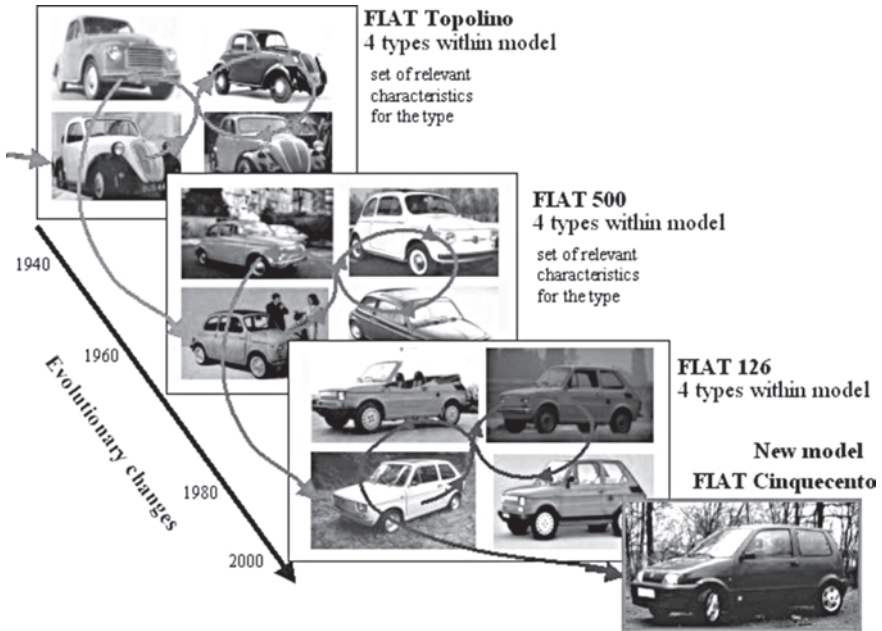 FIAT Topolino
4 types within model
set of relevant
characteristics
for the type
FIAT 500
4 types within model
set of relevant
characteristics
for the type
1940
1960
Evolutionary changes
FIAT 126
4 types within model
New model
FIAT Cinquecento
1980
2000